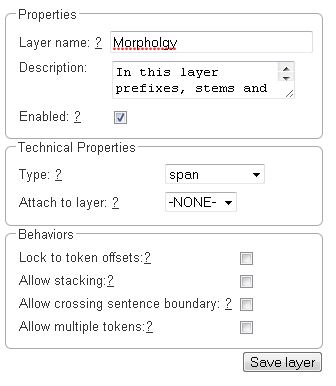 Properties
Layer name: ? Morpholgy
Description: In this layer
prefixes, stems and
Enabled: ?
Technical Properties
Type: ? span
Attach to layer: ? -NONE-
Behaviors
Lock to token offsets:?
Allow stacking:?
Allow crossing sentence boundary: ?
Allow multiple tokens:?
Save layer